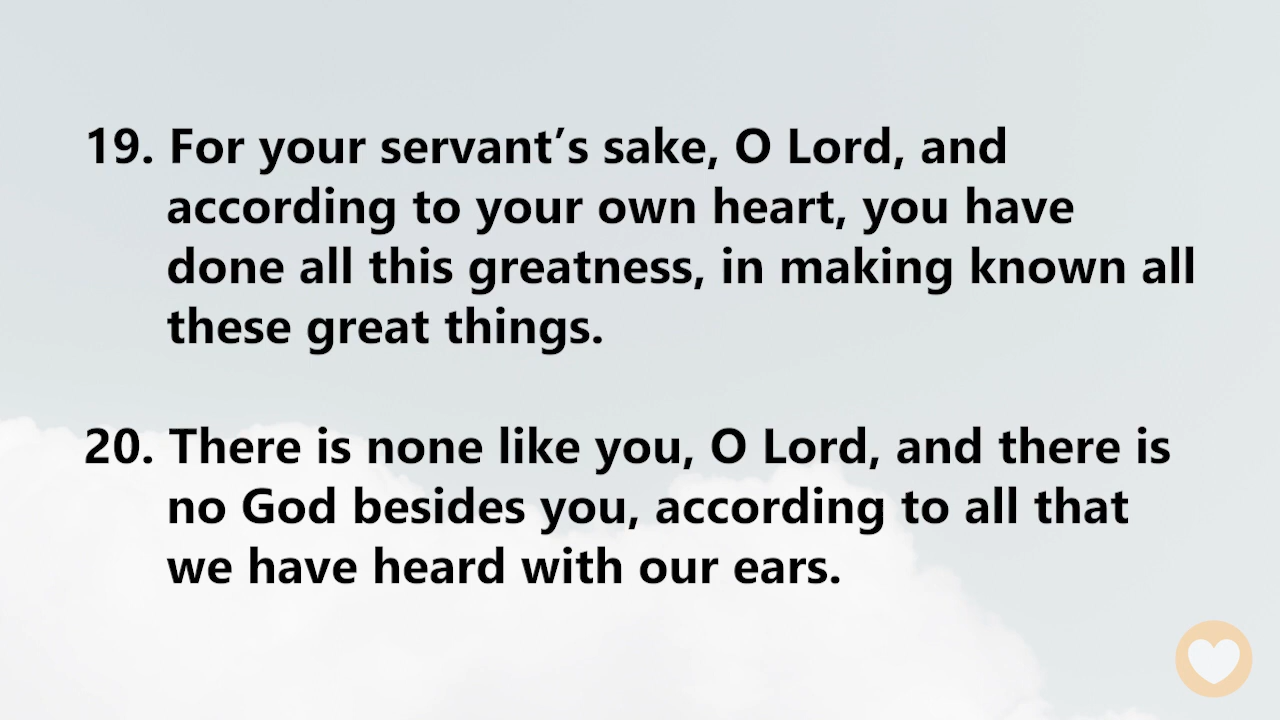 19. For your servant’s sake, O Lord, and
according to your own heart, you have
done all this greatness, in making known all
these great things.
20. There is none like you, O Lord, and there is
no God besides you, according to all that
we have heard with our ears.